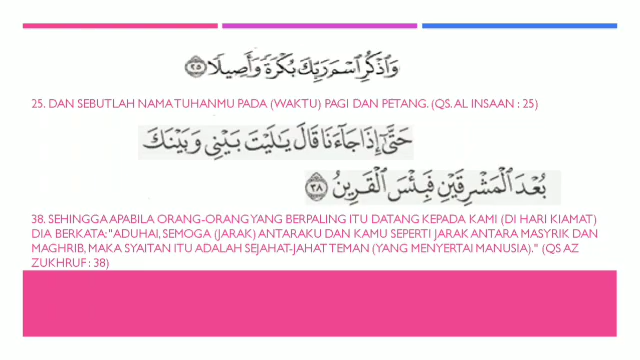 وَاذْكُرِ اسْمَ رَبِّكَ بُكْرَةً وَأَصِيلًا ﴿٢٥﴾
25. DAN SEBUTLAH NAMA TUHANMU PADA (WAKTU) PAGI DAN PETANG. (QS. AL INSAAN : 25)
حَتَّىٰٓ إِذَا جَآءَنَا قَالَ يَٰلَيْتَ بَيْنِى وَبَيْنَكَ
بُعْدَ الْمَشْرِقَيْنِ فَبِئْسَ الْقَرِينُ ﴿٣٨﴾
38. SEHINGGA APABILA ORANG-ORANG YANG BERPALING ITU DATANG KEPADA KAMI (DI HARI KIAMAT)
DIA BERKATA: "ADUHAI, SEMOGA (JARAK) ANTARAKU DAN KAMU SEPERTI JARAK ANTARA MASYRIK DAN
MAGHRIB, MAKA SYAITAN ITU ADALAH SEJAHAT-JAHAT TEMAN (YANG MENYERTAI MANUSIA)." (QS AZ
ZUKHRUF : 38)